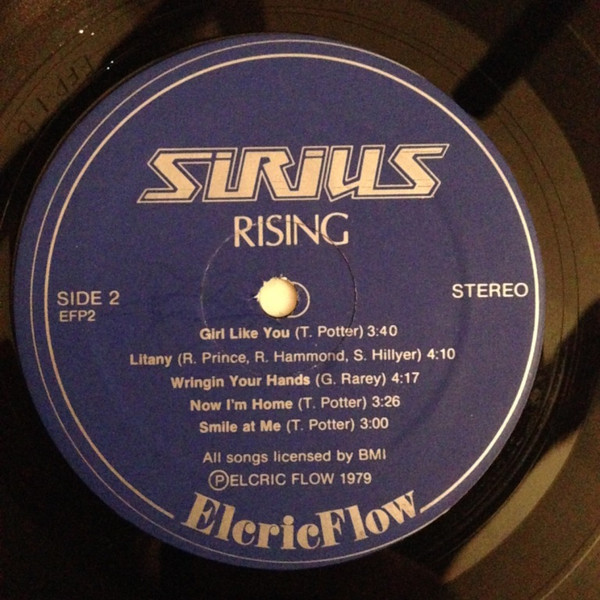 SiRiUS
RISING
SIDE 2
EFP2
STEREO
Girl Like You (T. Potter) 3:40
Litany (R. Prince, R. Hammond, S. Hillyer) 4:10
Wringin Your Hands (G. Rarey) 4:17
Now I'm Home (T. Potter) 3:26
Smile at Me (T. Potter) 3:00
All songs licensed by BMI
Ⓟ ELCRIC FLOW 1979
ElcricFlow